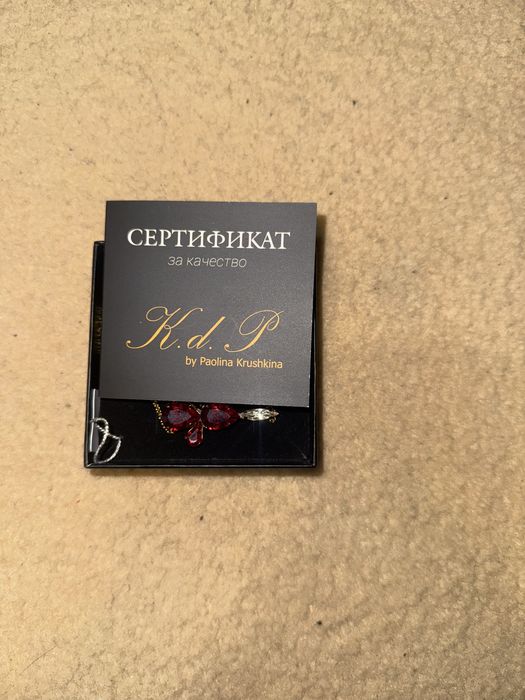 СЕРТИФИКАТ
за качество
K.d.P
by Paolina Krushkina